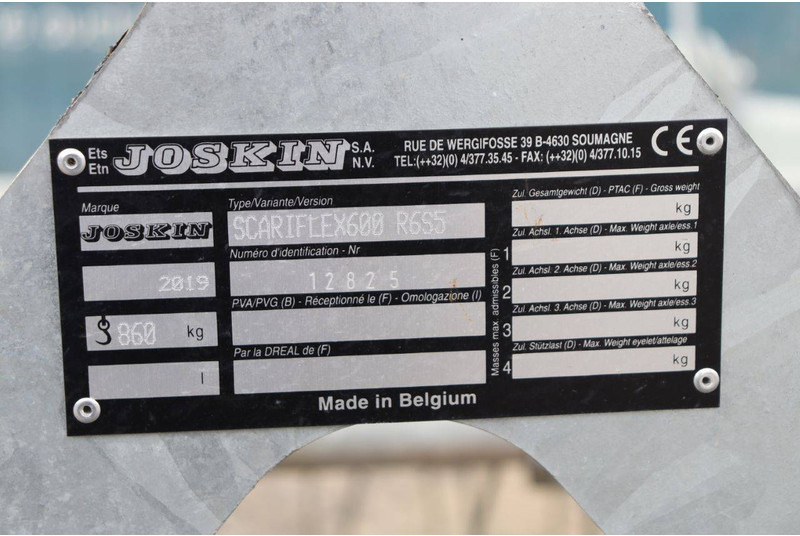 Ets
Etn
JOSKIN S.A.
N.V.
RUE DE WERGIFOSSE 39 B-4630 SOUMAGNE
TEL:(++32)(0) 4/377.35.45 - FAX: (++32)(0) 4/377.10.15
CE
Marque
JOSKIN
2019
860 kg
l
Type/Variante/Version
SCARIFLEX600 R6S5
Numéro d'identification - Nr
12825
PVA/PVG (B) - Réceptionné le (F) - Omologazione (I)
Par la DREAL de (F)
Masses max. admissibles (F)
Zul. Gesamtgewicht (D) - PTAC (F) - Gross weight
kg
Zul. Achsl. 1. Achse (D) - Max. Weight axle/ess.1
1 kg
Zul. Achsl. 2. Achse (D) - Max. Weight axle/ess.2
2 kg
Zul. Achsl. 3. Achse (D) - Max. Weight axle/ess.3
3 kg
Zul. Stützlast (D) - Max. Weight eyelet/attelage
4 kg
Made in Belgium